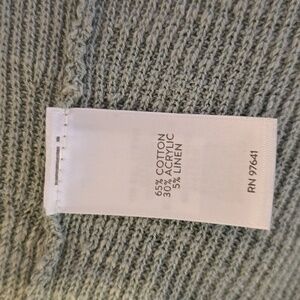 65% COTTON
30% ACRYLIC
5% LINEN
RN 97641